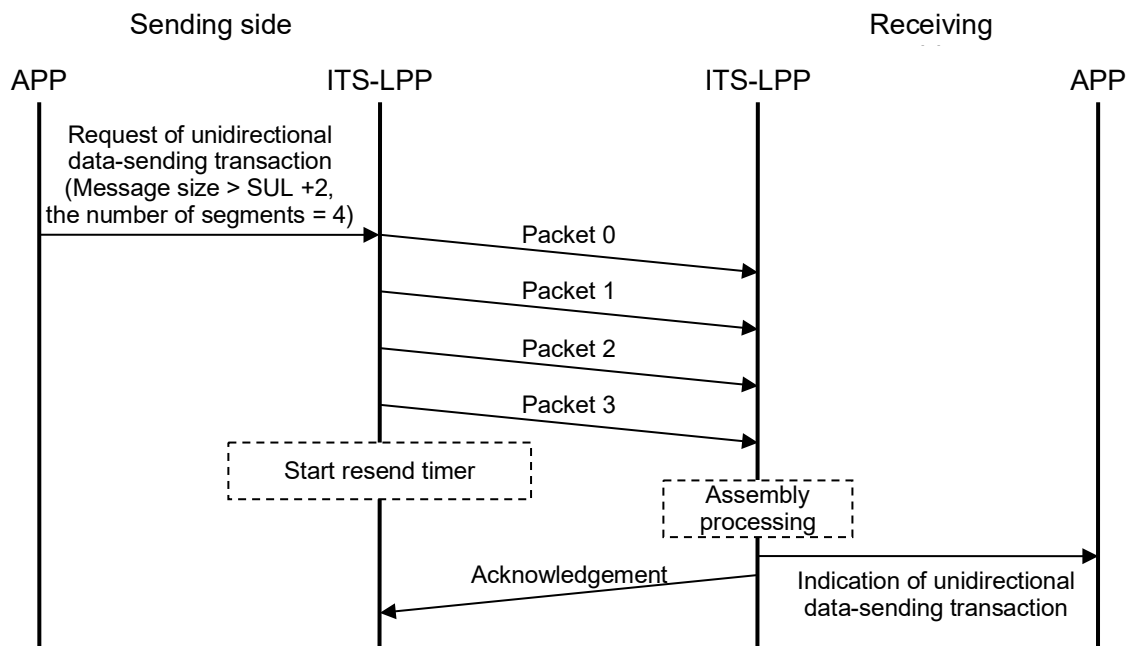 Sending side
Receiving
APP
ITS-LPP
ITS-LPP
APP
Request of unidirectional
data-sending transaction
(Message size > SUL +2,
the number of segments = 4)
Packet 0
Packet 1
Packet 2
Packet 3
Start resend timer
Assembly
processing
Acknowledgement
Indication of unidirectional
data-sending transaction